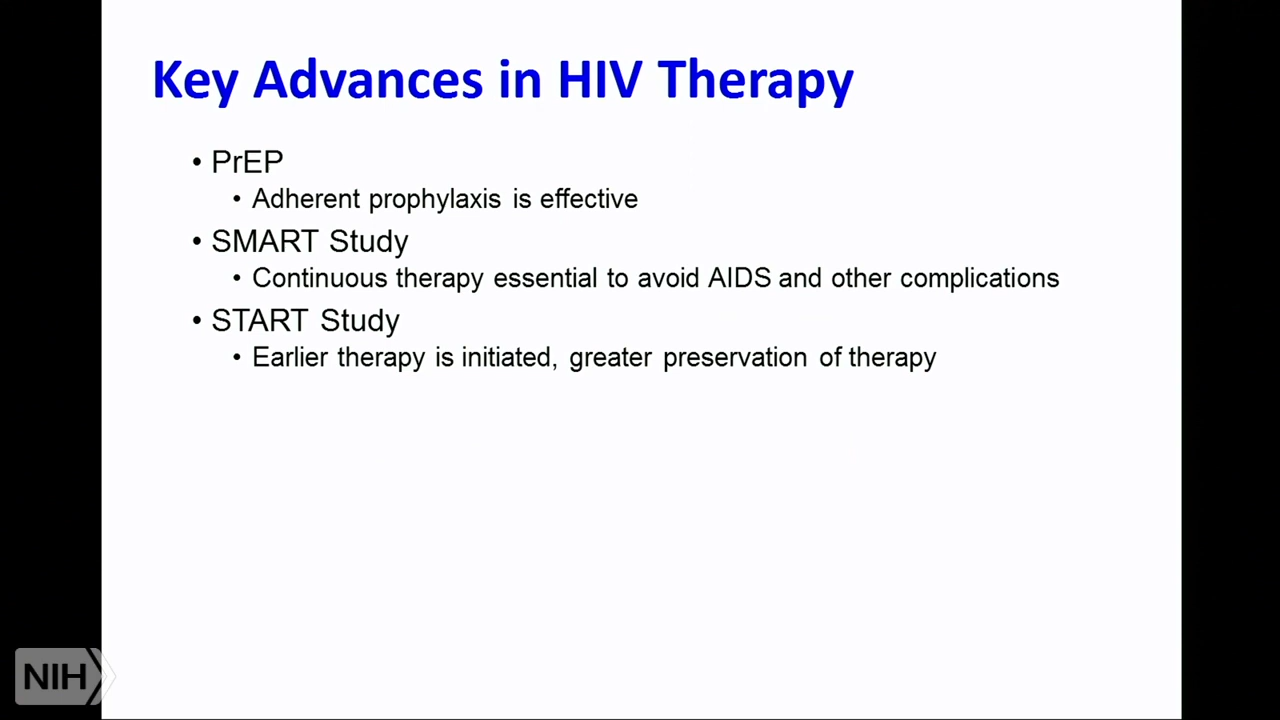 Key Advances in HIV Therapy
• PrEP
• Adherent prophylaxis is effective
• SMART Study
• Continuous therapy essential to avoid AIDS and other complications
• START Study
• Earlier therapy is initiated, greater preservation of therapy
NIH